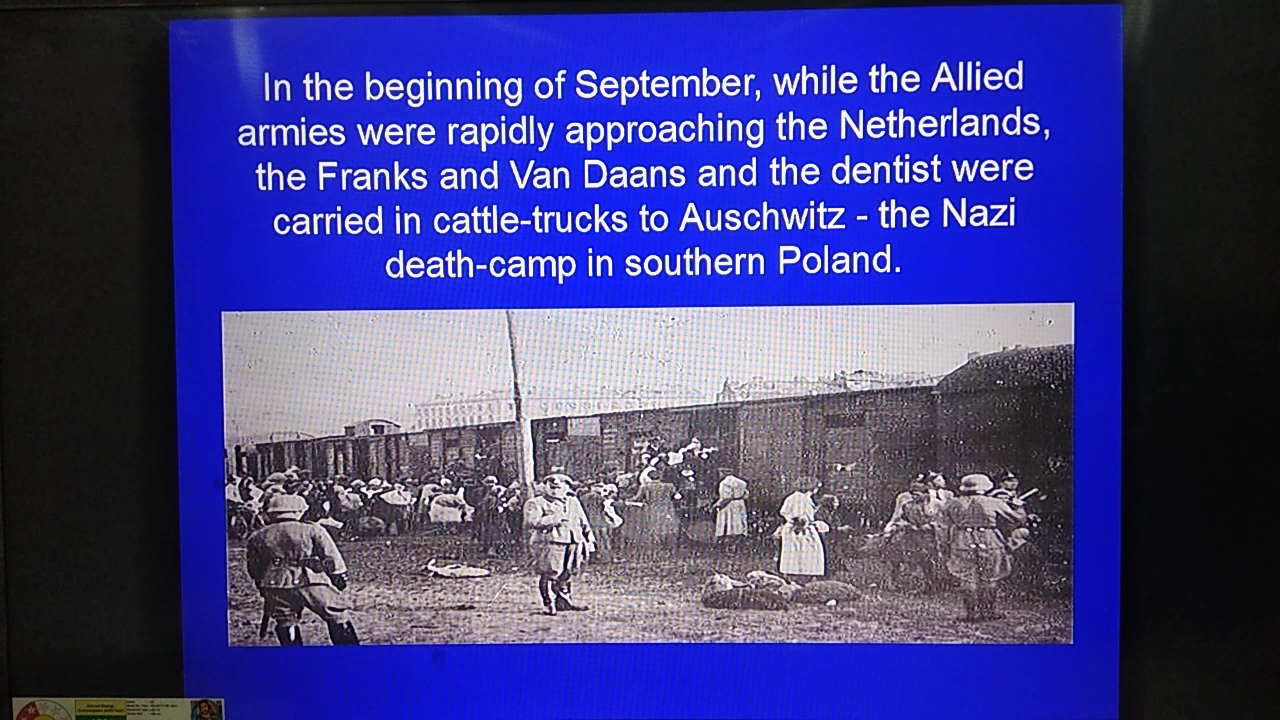 In the beginning of September, while the Allied
armies were rapidly approaching the Netherlands,
the Franks and Van Daans and the dentist were
carried in cattle-trucks to Auschwitz - the Nazi
death-camp in southern Poland.